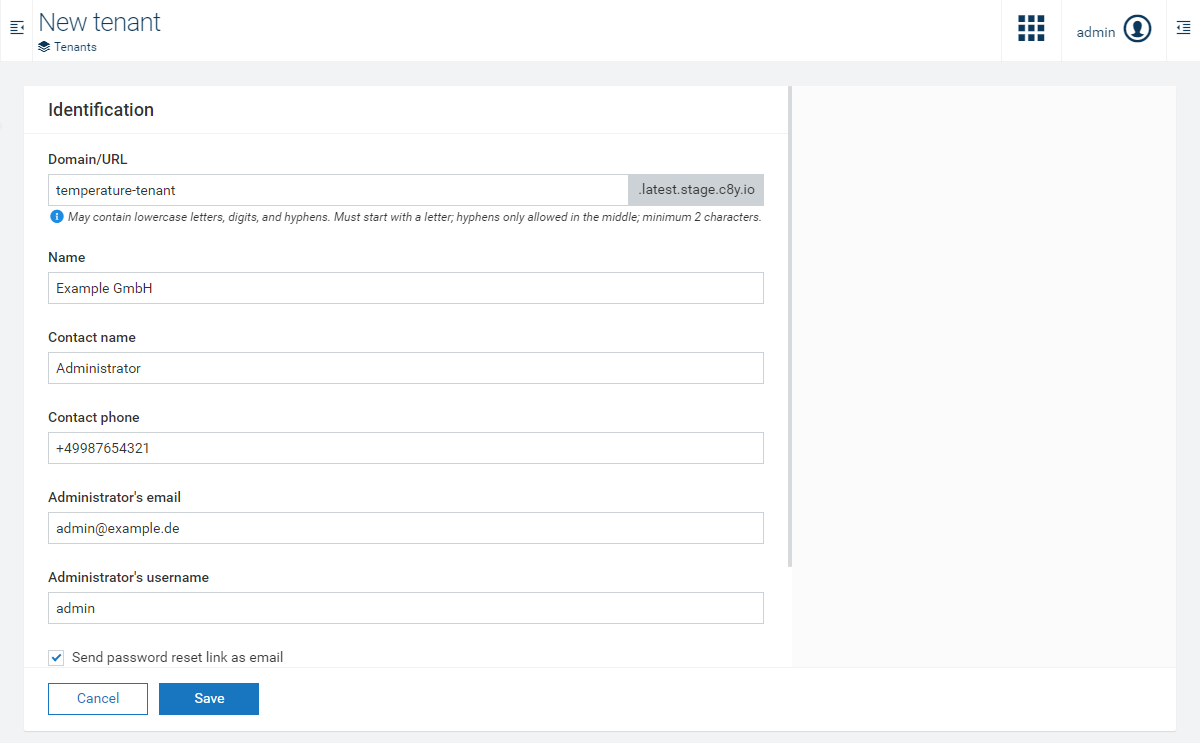 New tenant
Tenants
admin
Identification
Domain/URL
temperature-tenant .latest.stage.c8y.io
May contain lowercase letters, digits, and hyphens. Must start with a letter; hyphens only allowed in the middle; minimum 2 characters.
Name
Example GmbH
Contact name
Administrator
Contact phone
+49987654321
Administrator's email
admin@example.de
Administrator's username
admin
Send password reset link as email
Cancel Save